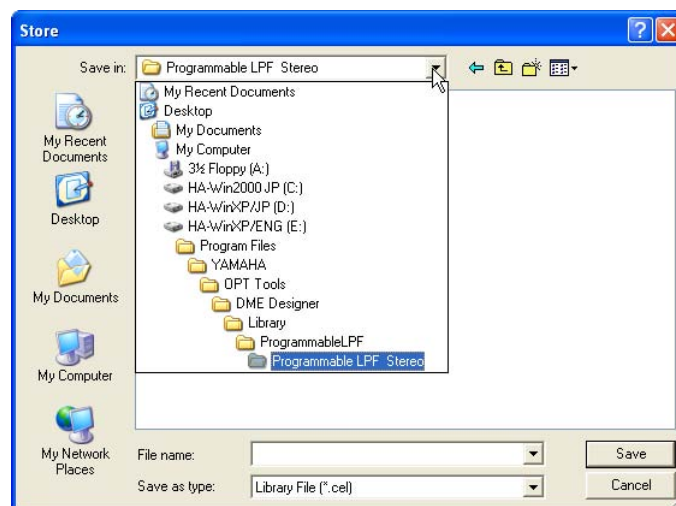 Store
Save in: Programmable LPF Stereo
My Recent Documents
Desktop
My Documents
My Computer
3½ Floppy (A:)
HA-Win2000 JP (C:)
HA-WinXP/JP (D:)
HA-WinXP/ENG (E:)
Program Files
YAMAHA
OPT Tools
DME Designer
Library
ProgrammableLPF
Programmable LPF Stereo
My Recent
Documents
Desktop
My Documents
My Computer
My Network
Places
File name:
Save
Save as type: Library File (*.cel)
Cancel